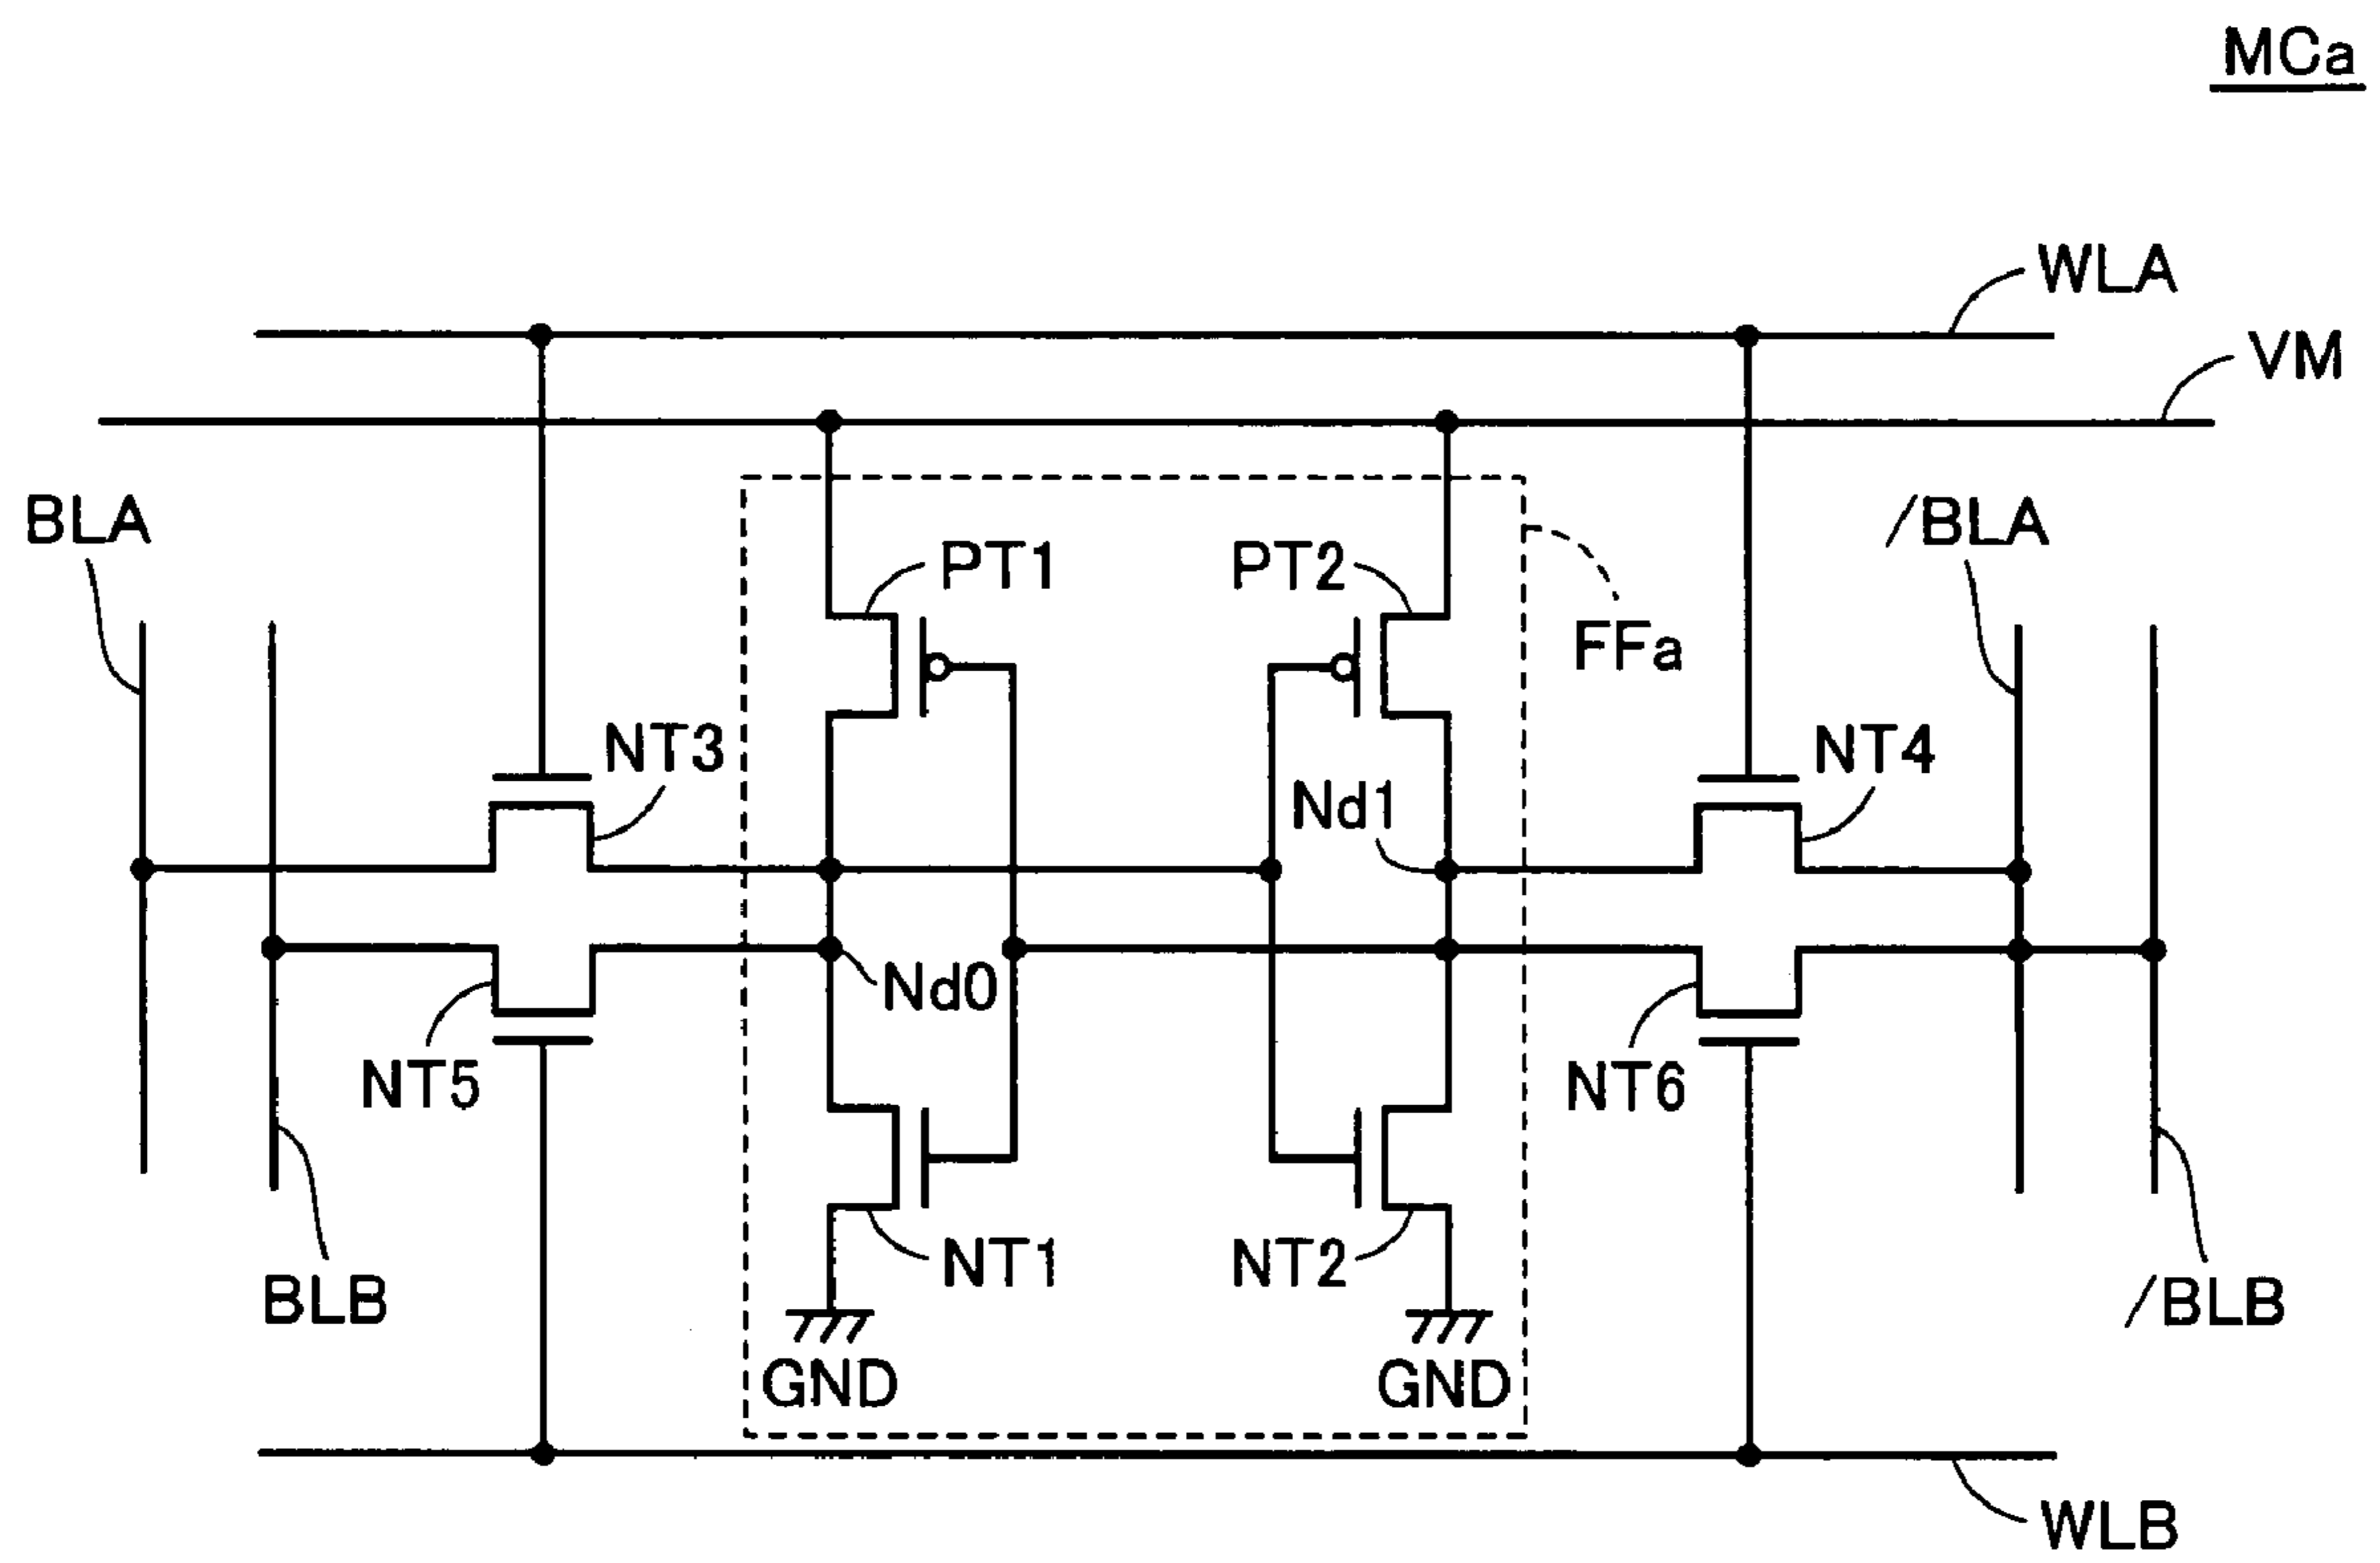 MCa
WLA
VM
BLA
/BLA
PT1
PT2
FFa
NT3
NT4
Nd1
Nd0
NT5
NT6
NT1
NT2
BLB
/BLB
GND
GND
WLB